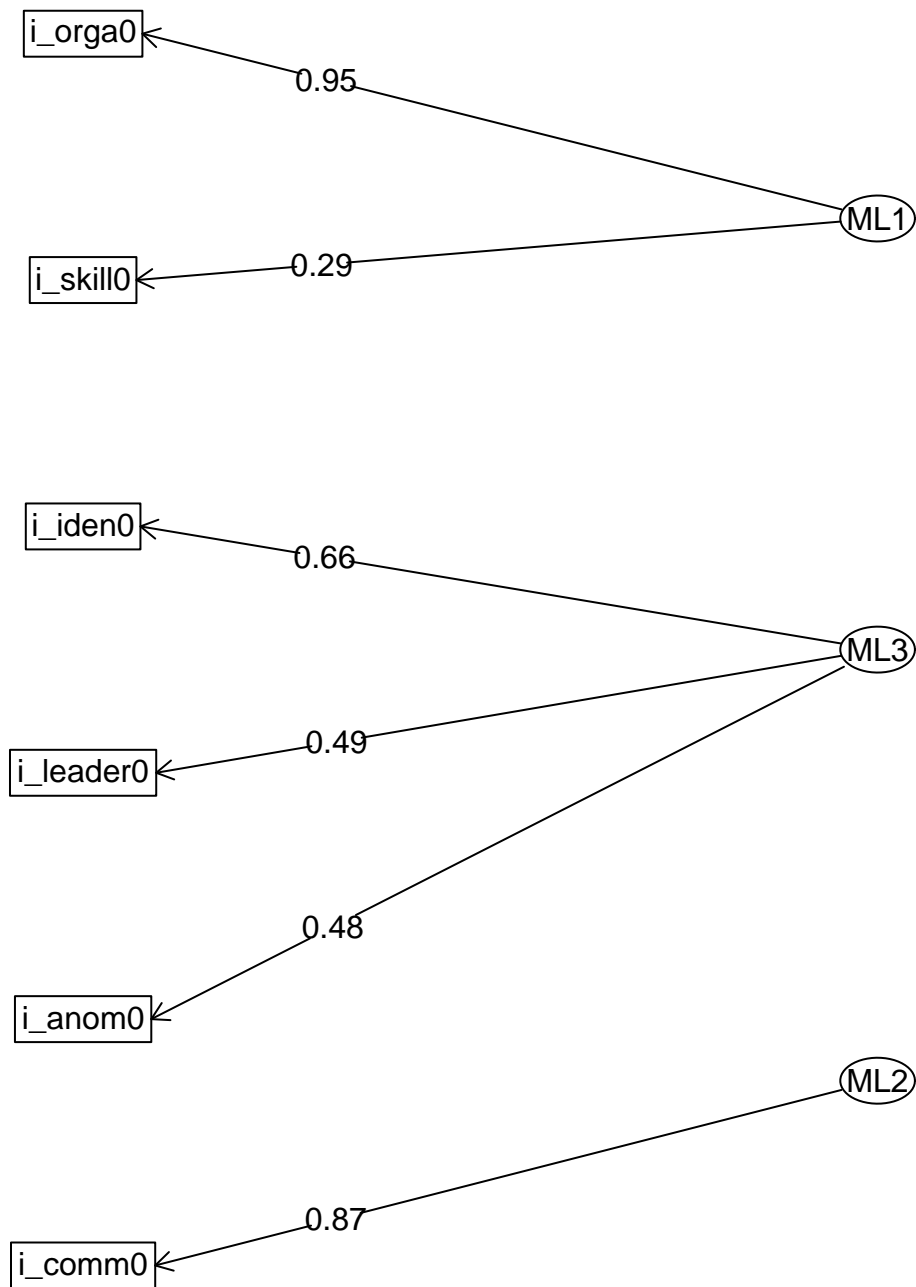 i_orga0
0.95
ML1
0.29
i_skill0
i_iden0
0.66
ML3
0.49
i_leader0
0.48
i_anom0
ML2
0.87
i_comm0